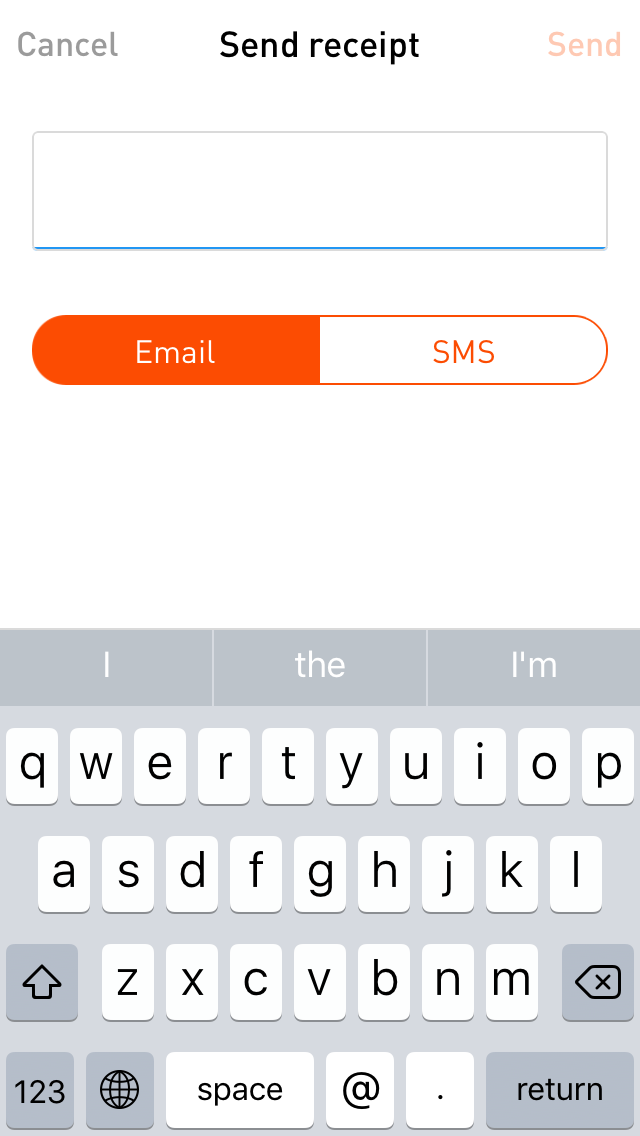 Cancel Send receipt Send
Email SMS
I the I'm
q w e r t y u i o p
a s d f g h j k l
z x c v b n m
123 space @ . return